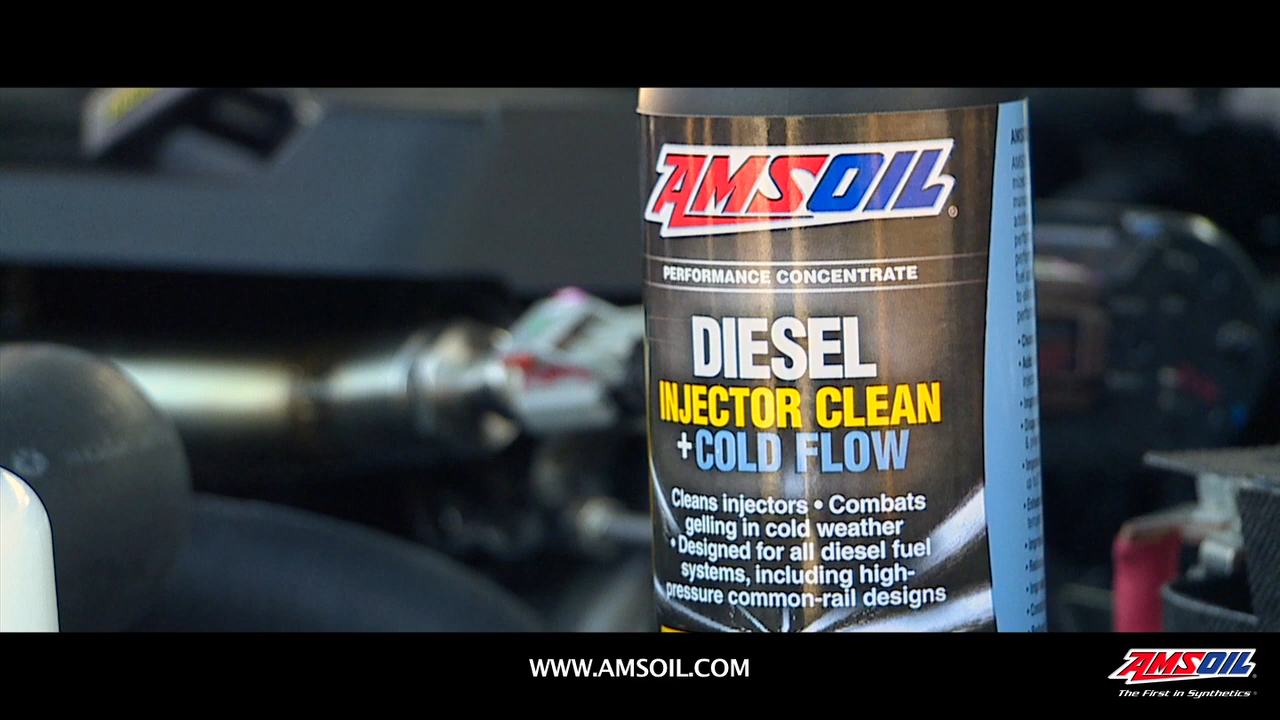 AMSOIL®
PERFORMANCE CONCENTRATE
DIESEL
INJECTOR CLEAN
+COLD FLOW
Cleans injectors • Combats
gelling in cold weather
• Designed for all diesel fuel
systems, including high-
pressure common-rail designs
WWW.AMSOIL.COM
AMSOIL®
The First in Synthetics®